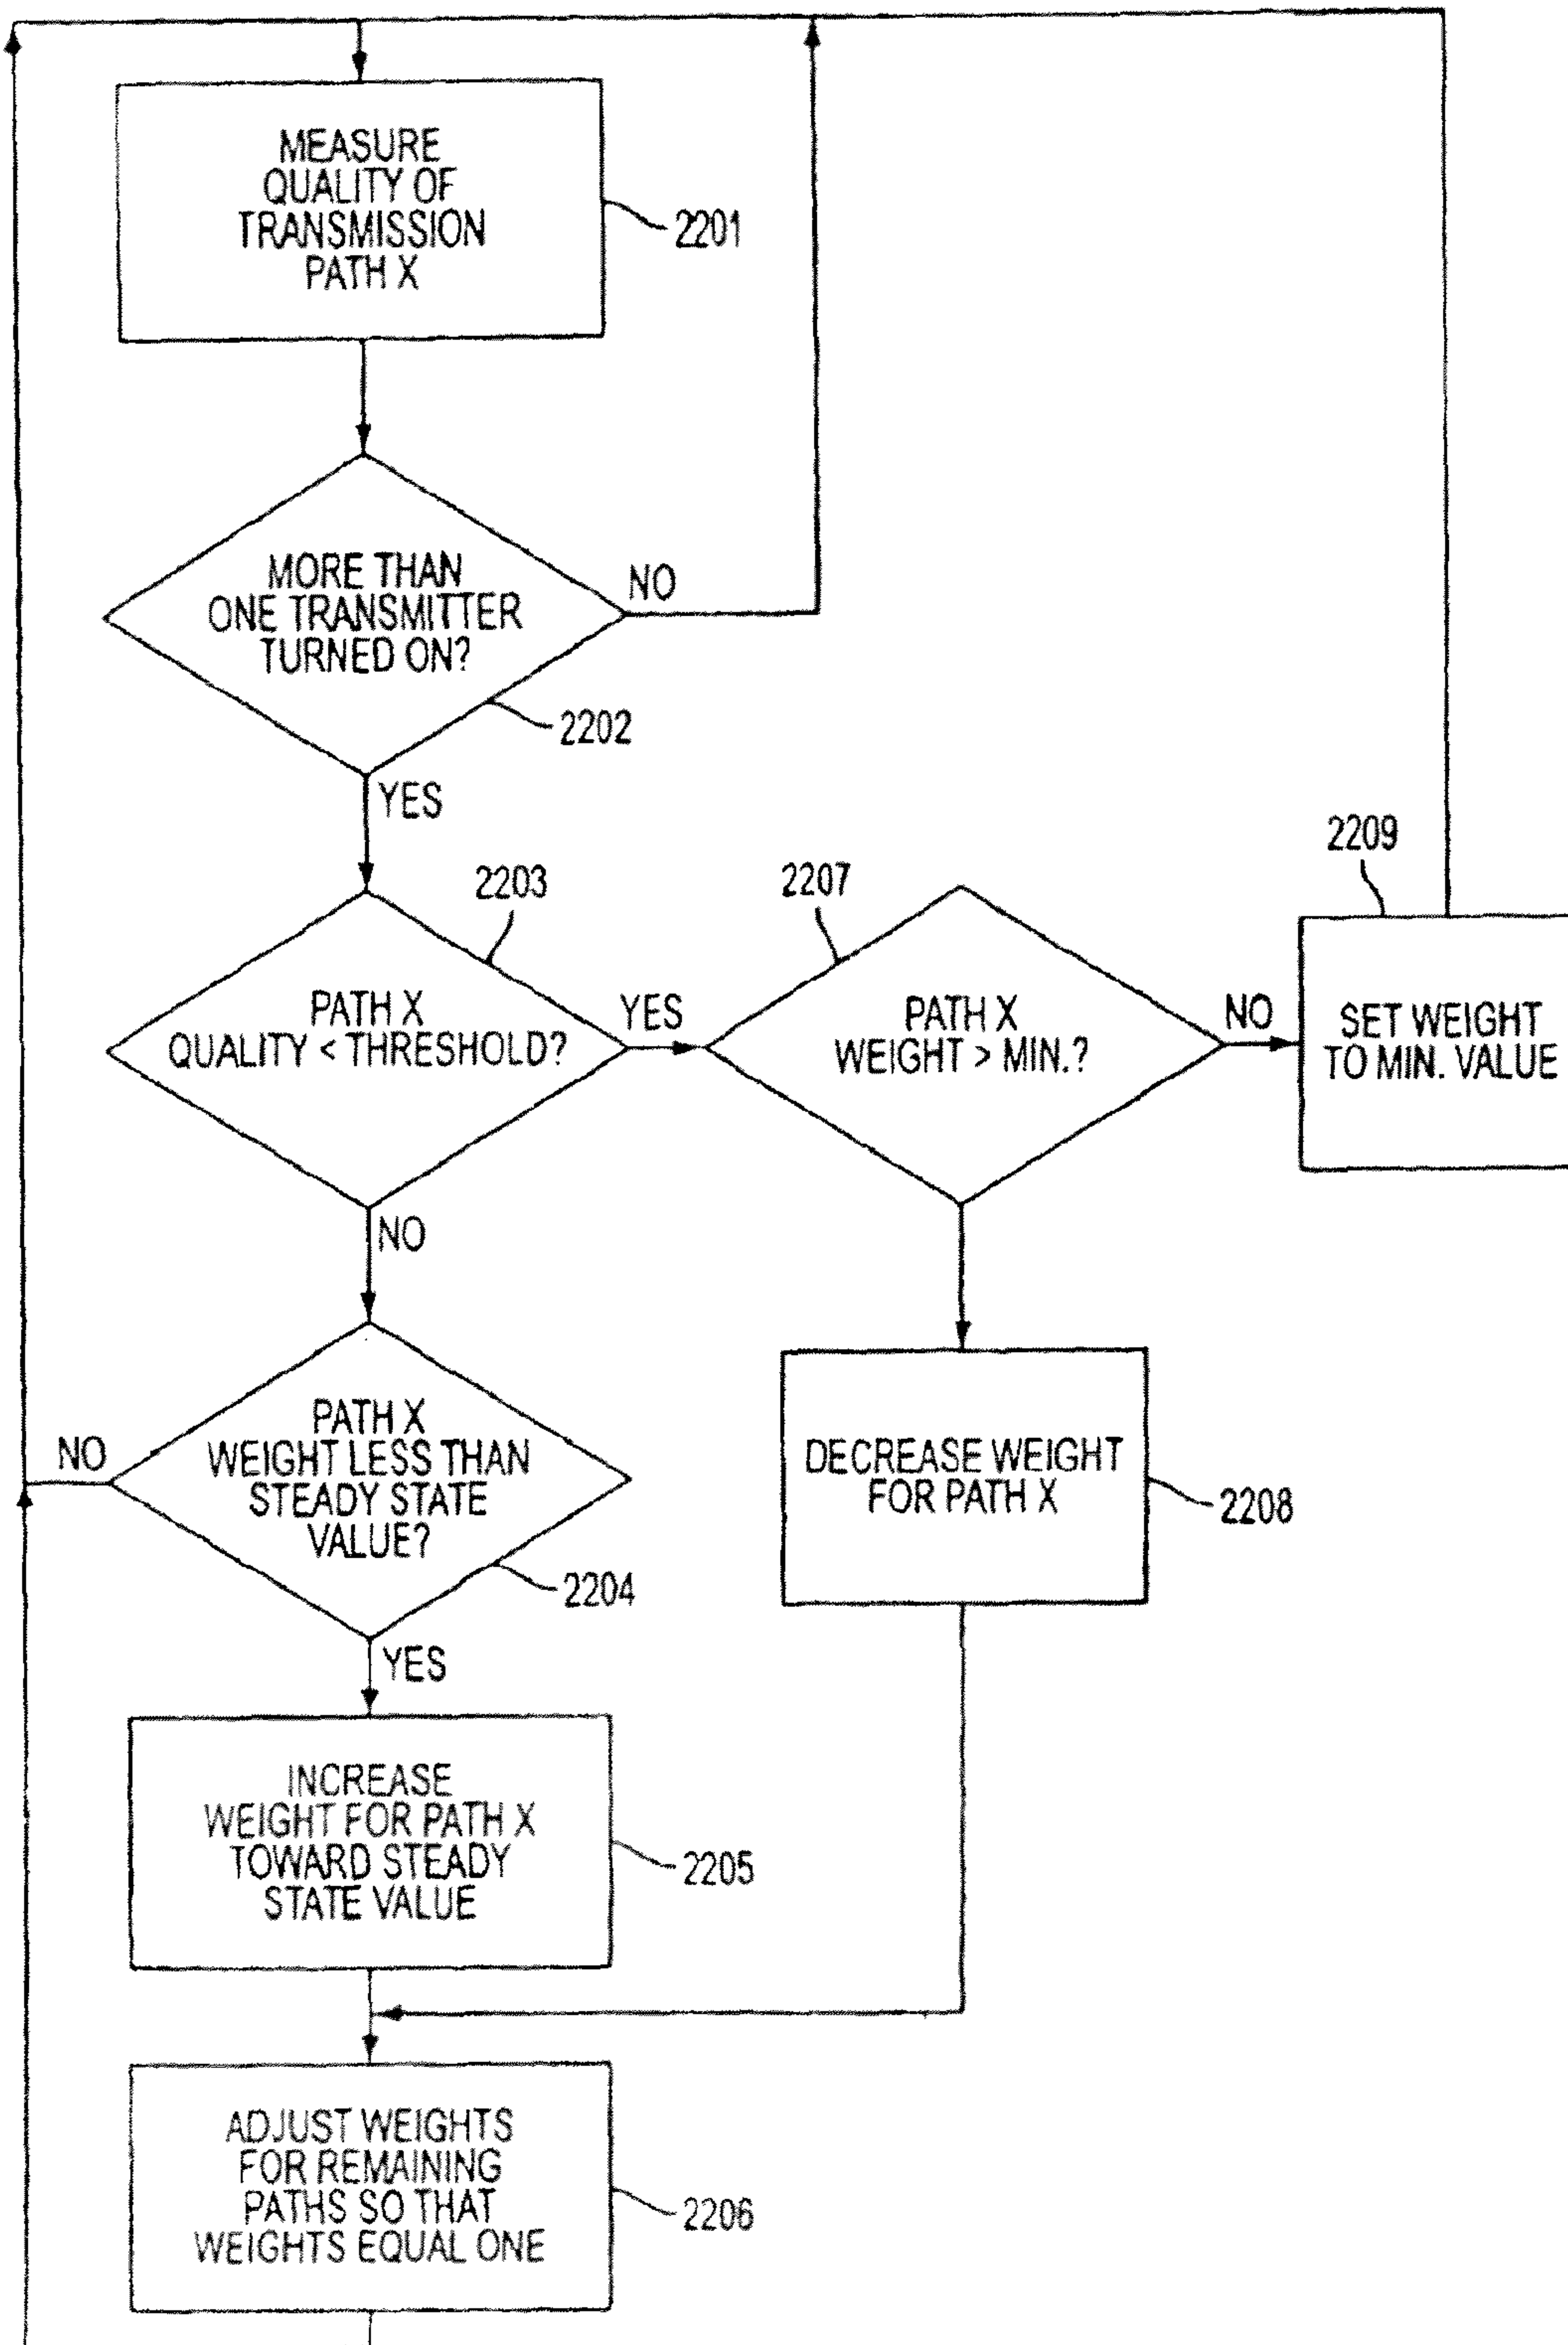 MEASURE
QUALITY OF
TRANSMISSION
PATH X
2201
MORE THAN
ONE TRANSMITTER
TURNED ON?
NO
2202
YES
2203
PATH X
QUALITY < THRESHOLD?
YES
2207
PATH X
WEIGHT > MIN.?
NO
2209
SET WEIGHT
TO MIN. VALUE
NO
PATH X
WEIGHT LESS THAN
STEADY STATE
VALUE?
NO
2204
YES
DECREASE WEIGHT
FOR PATH X
2208
INCREASE
WEIGHT FOR PATH X
TOWARD STEADY
STATE VALUE
2205
ADJUST WEIGHTS
FOR REMAINING
PATHS SO THAT
WEIGHTS EQUAL ONE
2206